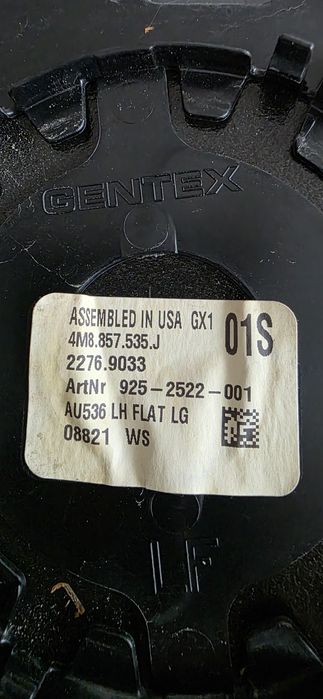 GENTEX
ASSEMBLED IN USA GX1 01S
4M8.857.535.J
2276.9033
ArtNr 925-2522-001
AU536 LH FLAT LG
08821 WS
LF